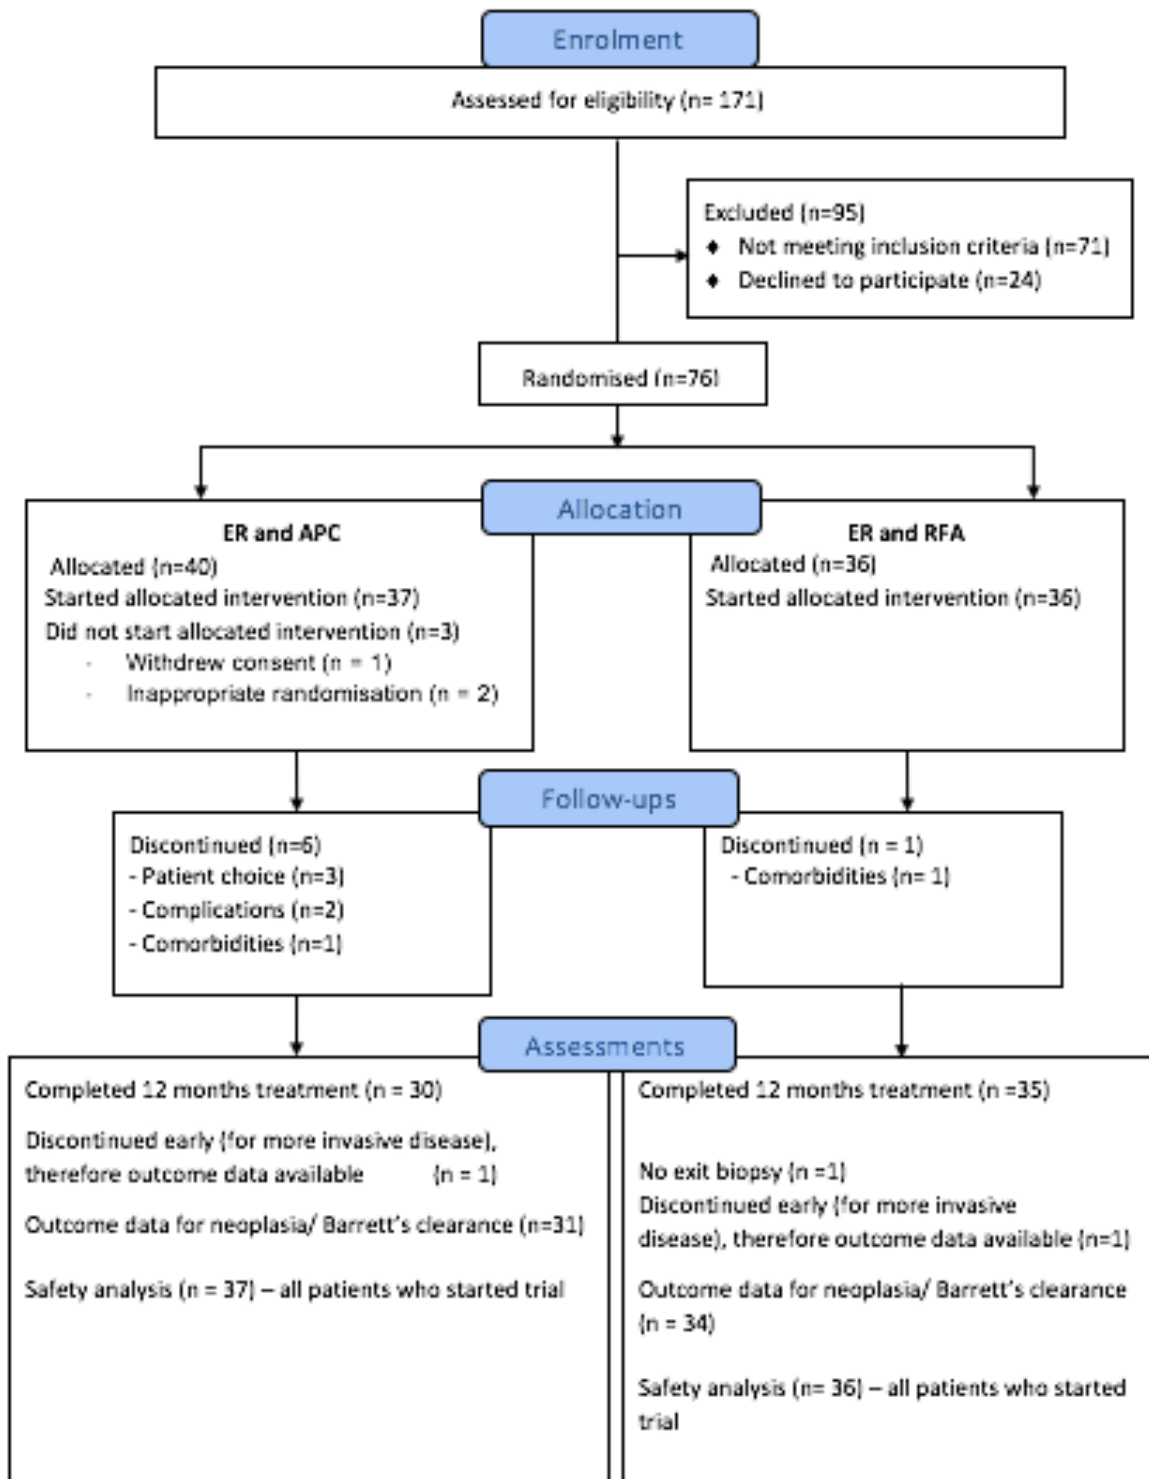 Enrolment
Assessed for eligibility (n= 171)
Excluded (n=95)
♦ Not meeting inclusion criteria (n=71)
♦ Declined to participate (n=24)
Randomised (n=76)
Allocation
ER and APC
Allocated (n=40)
Started allocated intervention (n=37)
Did not start allocated intervention (n=3)
- Withdrew consent (n = 1)
- Inappropriate randomisation (n = 2)
ER and RFA
Allocated (n=36)
Started allocated intervention (n=36)
Follow-ups
Discontinued (n=6)
- Patient choice (n=3)
- Complications (n=2)
- Comorbidities (n=1)
Discontinued (n = 1)
- Comorbidities (n= 1)
Assessments
Completed 12 months treatment (n = 30)
Discontinued early (for more invasive disease),
therefore outcome data available (n = 1)
Outcome data for neoplasia/ Barrett's clearance (n=31)
Safety analysis (n = 37) – all patients who started trial
Completed 12 months treatment (n =35)
No exit biopsy (n =1)
Discontinued early (for more invasive
disease), therefore outcome data available (n=1)
Outcome data for neoplasia/ Barrett's clearance
(n = 34)
Safety analysis (n= 36) – all patients who started
trial